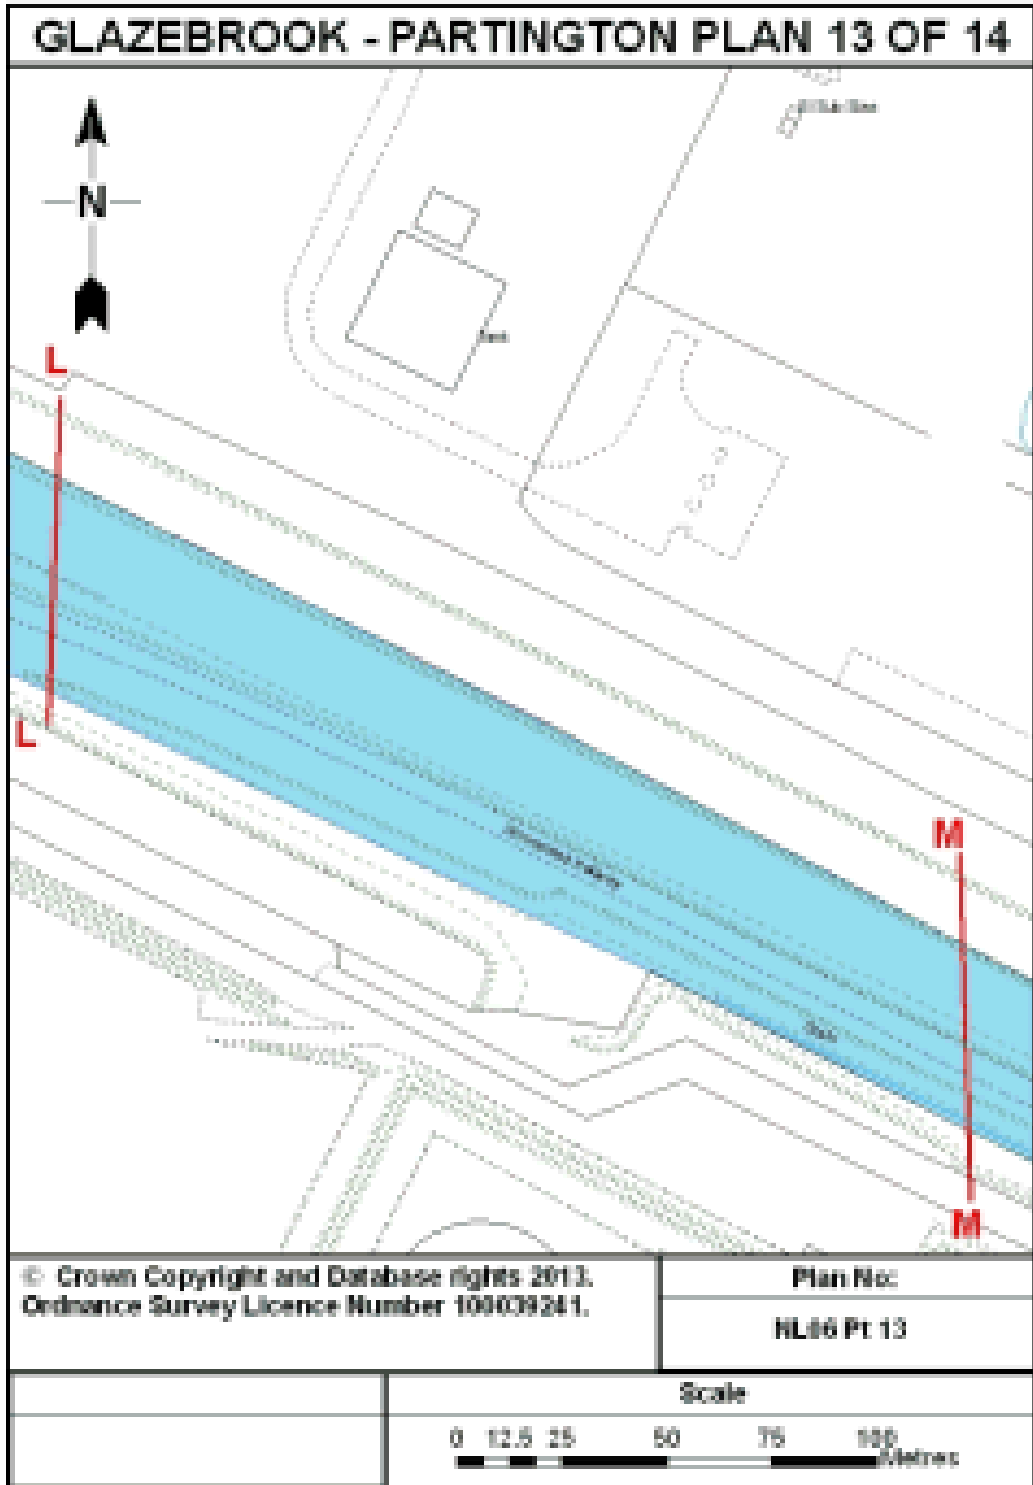 GLAZEBROOK - PARTINGTON PLAN 13 OF 14
N
L
L
M
M
© Crown Copyright and Database rights 2013.
Ordnance Survey Licence Number 100039241.
Plan No:
NL06 Pt 13
Scale
0 12.5 25 50 75 100
Metres